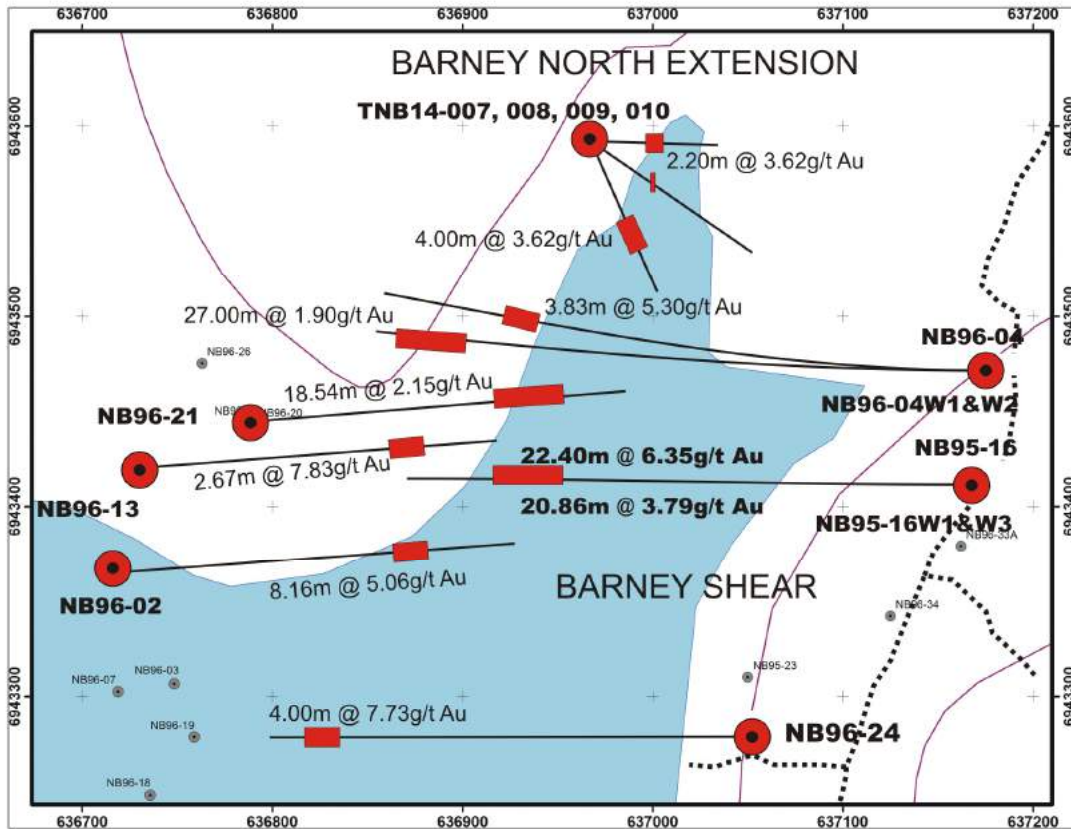 636700 636800 636900 637000 637100 637200
BARNEY NORTH EXTENSION
TNB14-007, 008, 009, 010
6943600
6943600
2.20m @ 3.62g/t Au
4.00m @ 3.62g/t Au
3.83m @ 5.30g/t Au
27.00m @ 1.90g/t Au
6943500
6943500
NB96-04
NB96-26
18.54m @ 2.15g/t Au
NB96-04W1&W2
NB96-21
NB96-20
NB95-15
22.40m @ 6.35g/t Au
2.67m @ 7.83g/t Au
20.86m @ 3.79g/t Au
6943400
6943400
NB96-13
NB95-16W1&W3
NB96-33A
8.16m @ 5.06g/t Au
BARNEY SHEAR
NB96-02
NB96-34
NB96-03
NB95-23
NB96-07
6943300
6943300
4.00m @ 7.73g/t Au
NB96-19
NB96-24
NB96-18
636700 636800 636900 637000 637100 637200